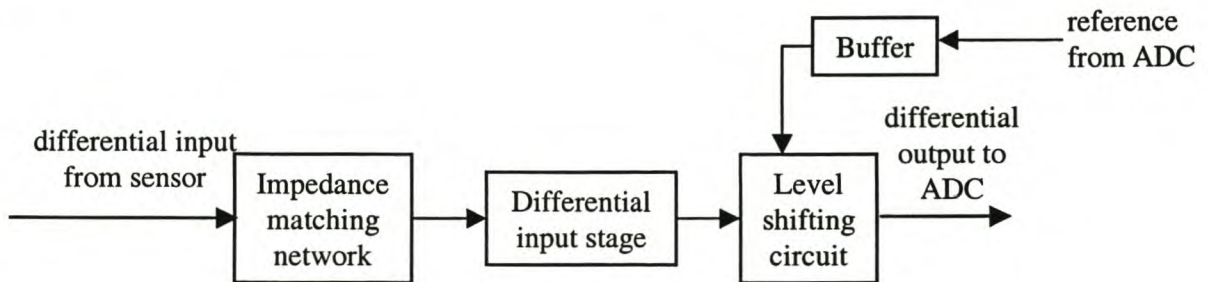 reference
from ADC
Buffer
differential
output to
ADC
differential input
from sensor
Impedance
matching
network
Differential
input stage
Level
shifting
circuit